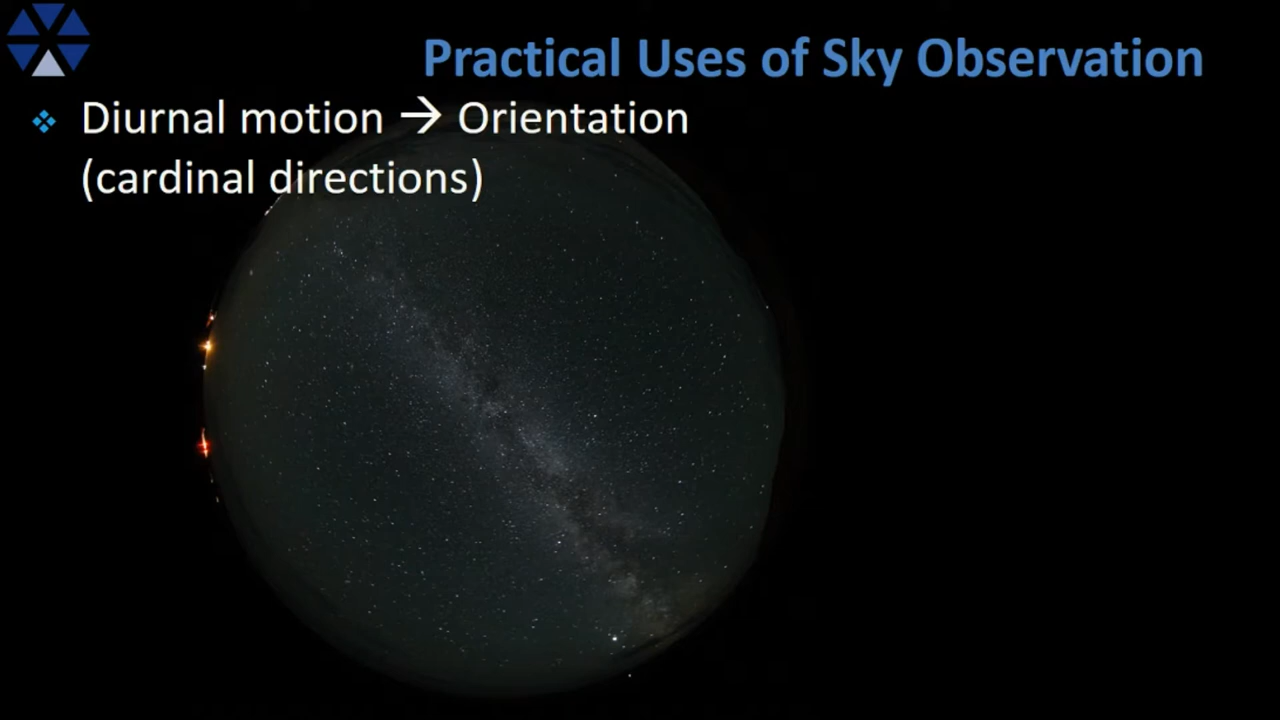 Practical Uses of Sky Observation
Diurnal motion → Orientation
(cardinal directions)